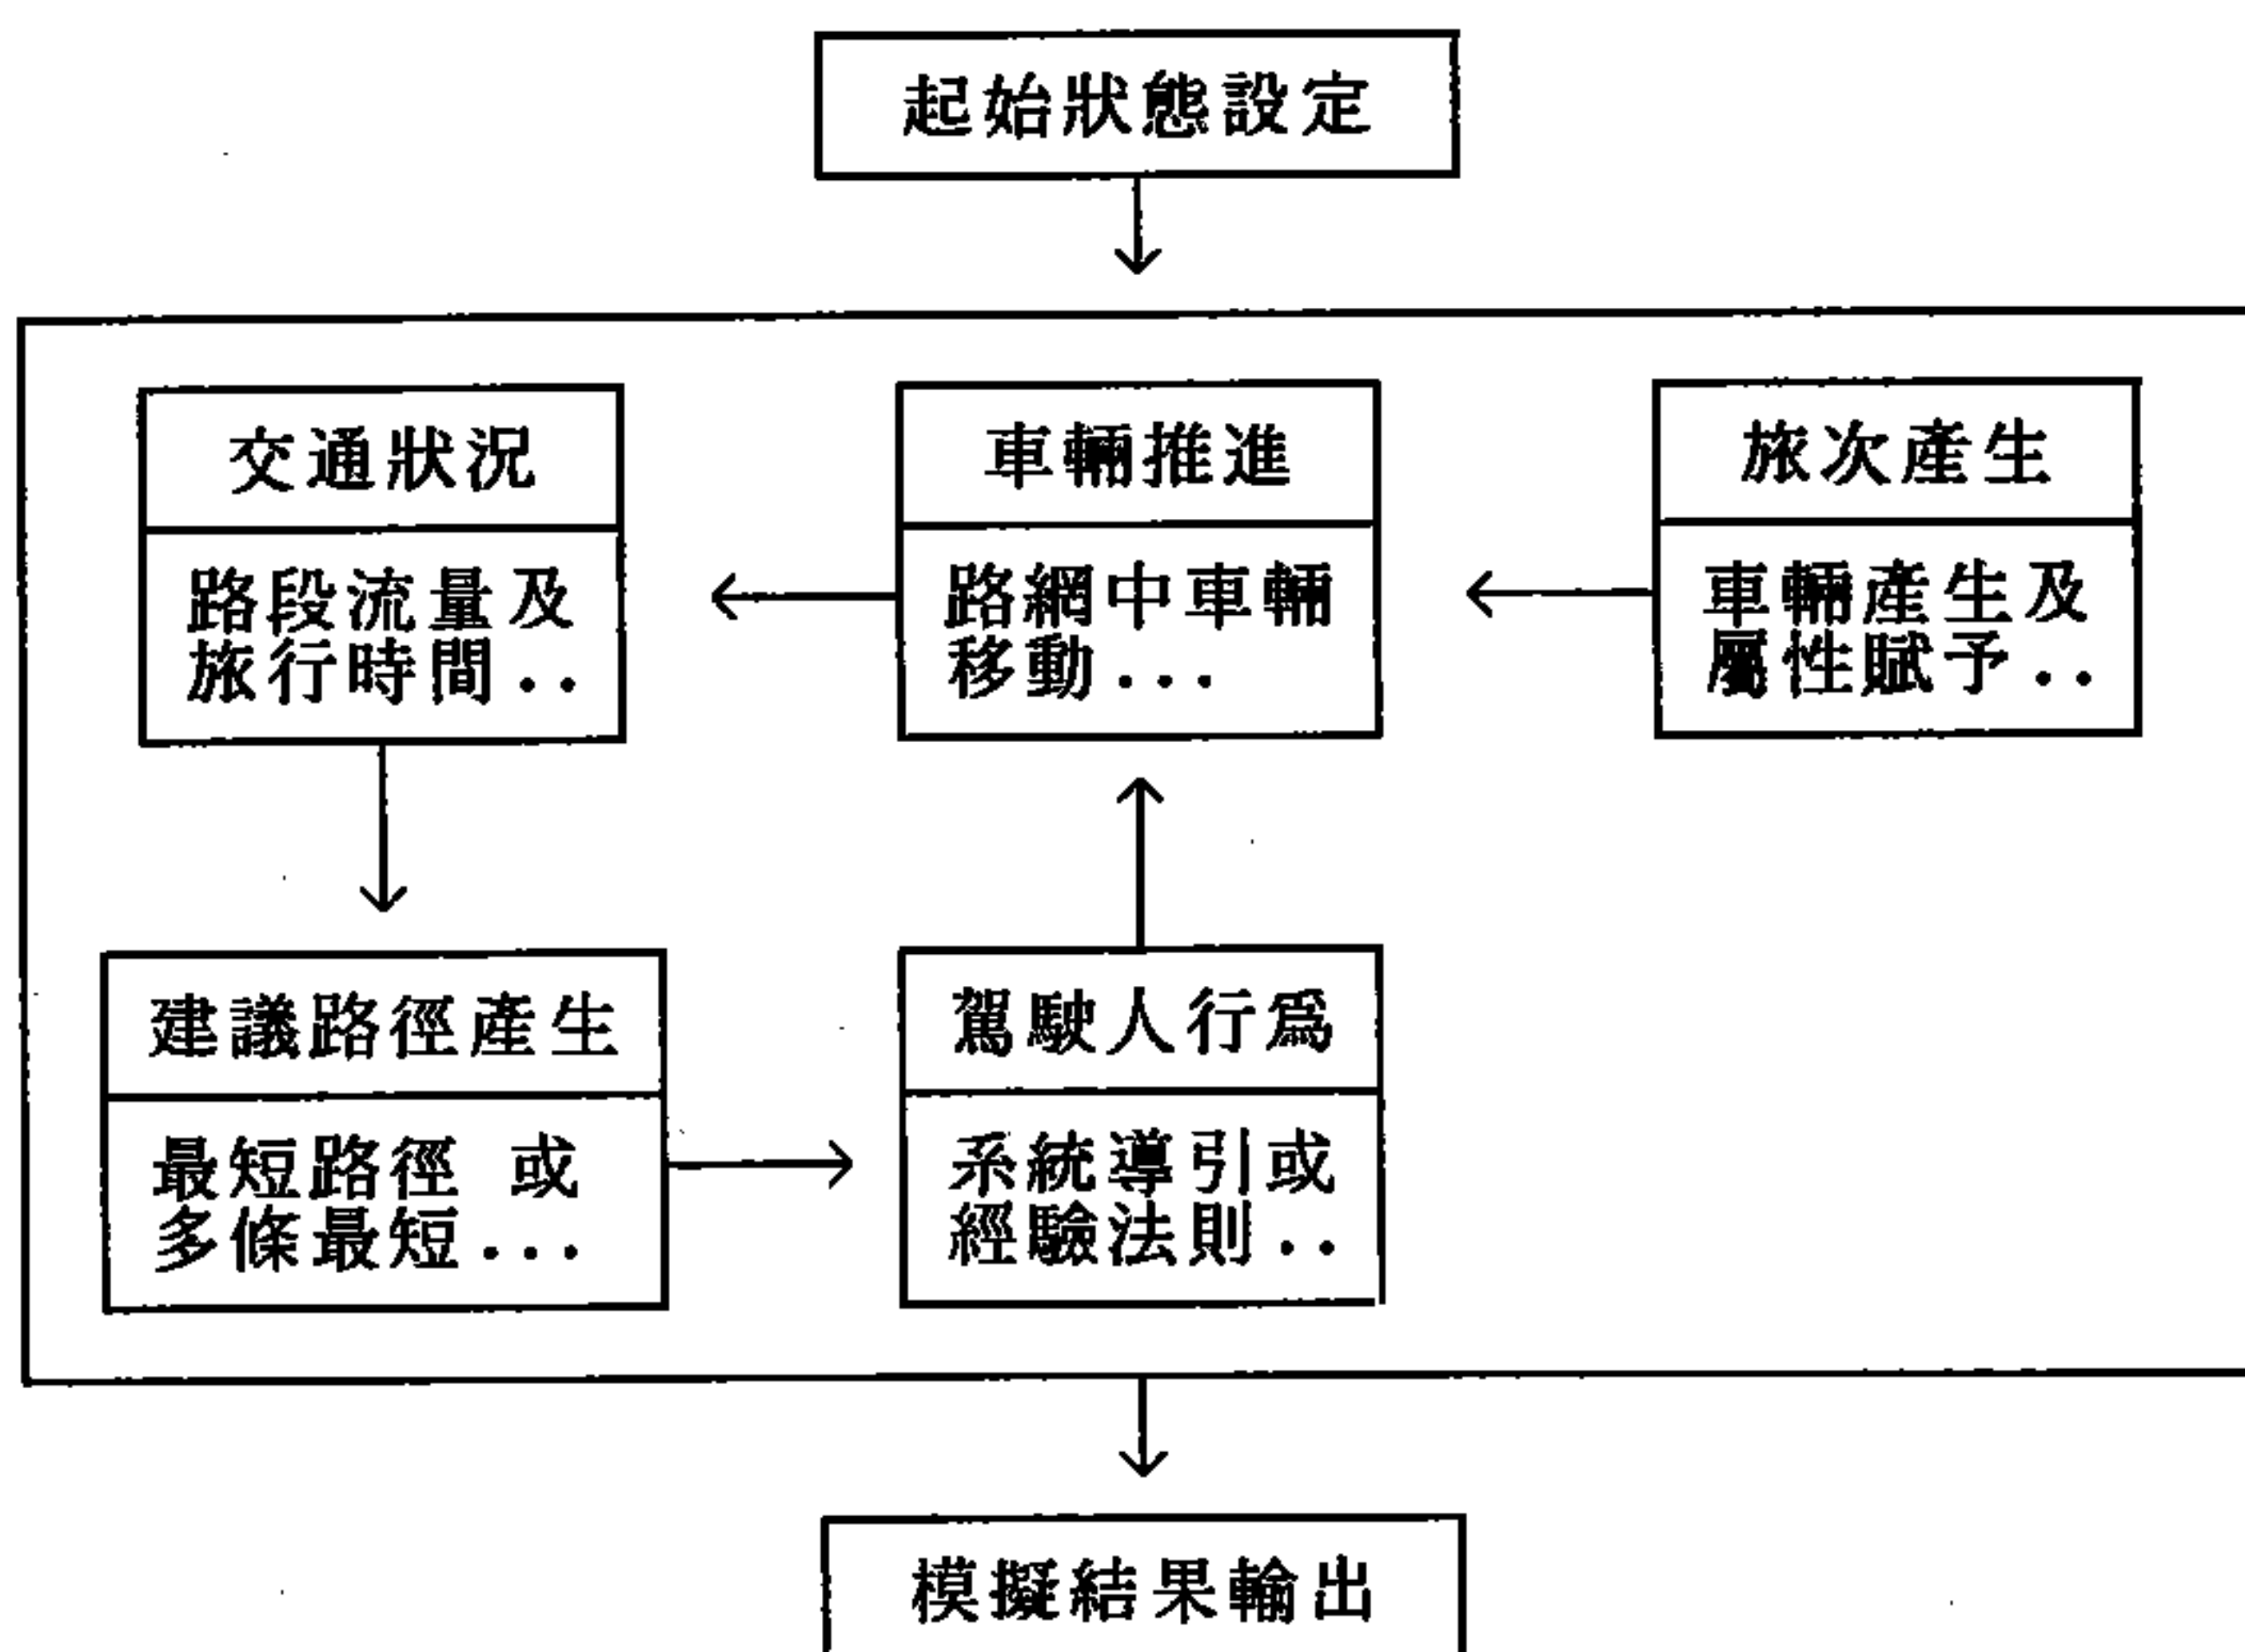 起始狀態設定
交通狀況
路段流量及
旅行時間..
車輛推進
路網中車輛
移動...
旅次產生
車輛產生及
屬性賦予..
建議路徑產生
最短路徑 或
多條最短...
駕駛人行為
系統導引或
經驗法則..
模擬結果輸出